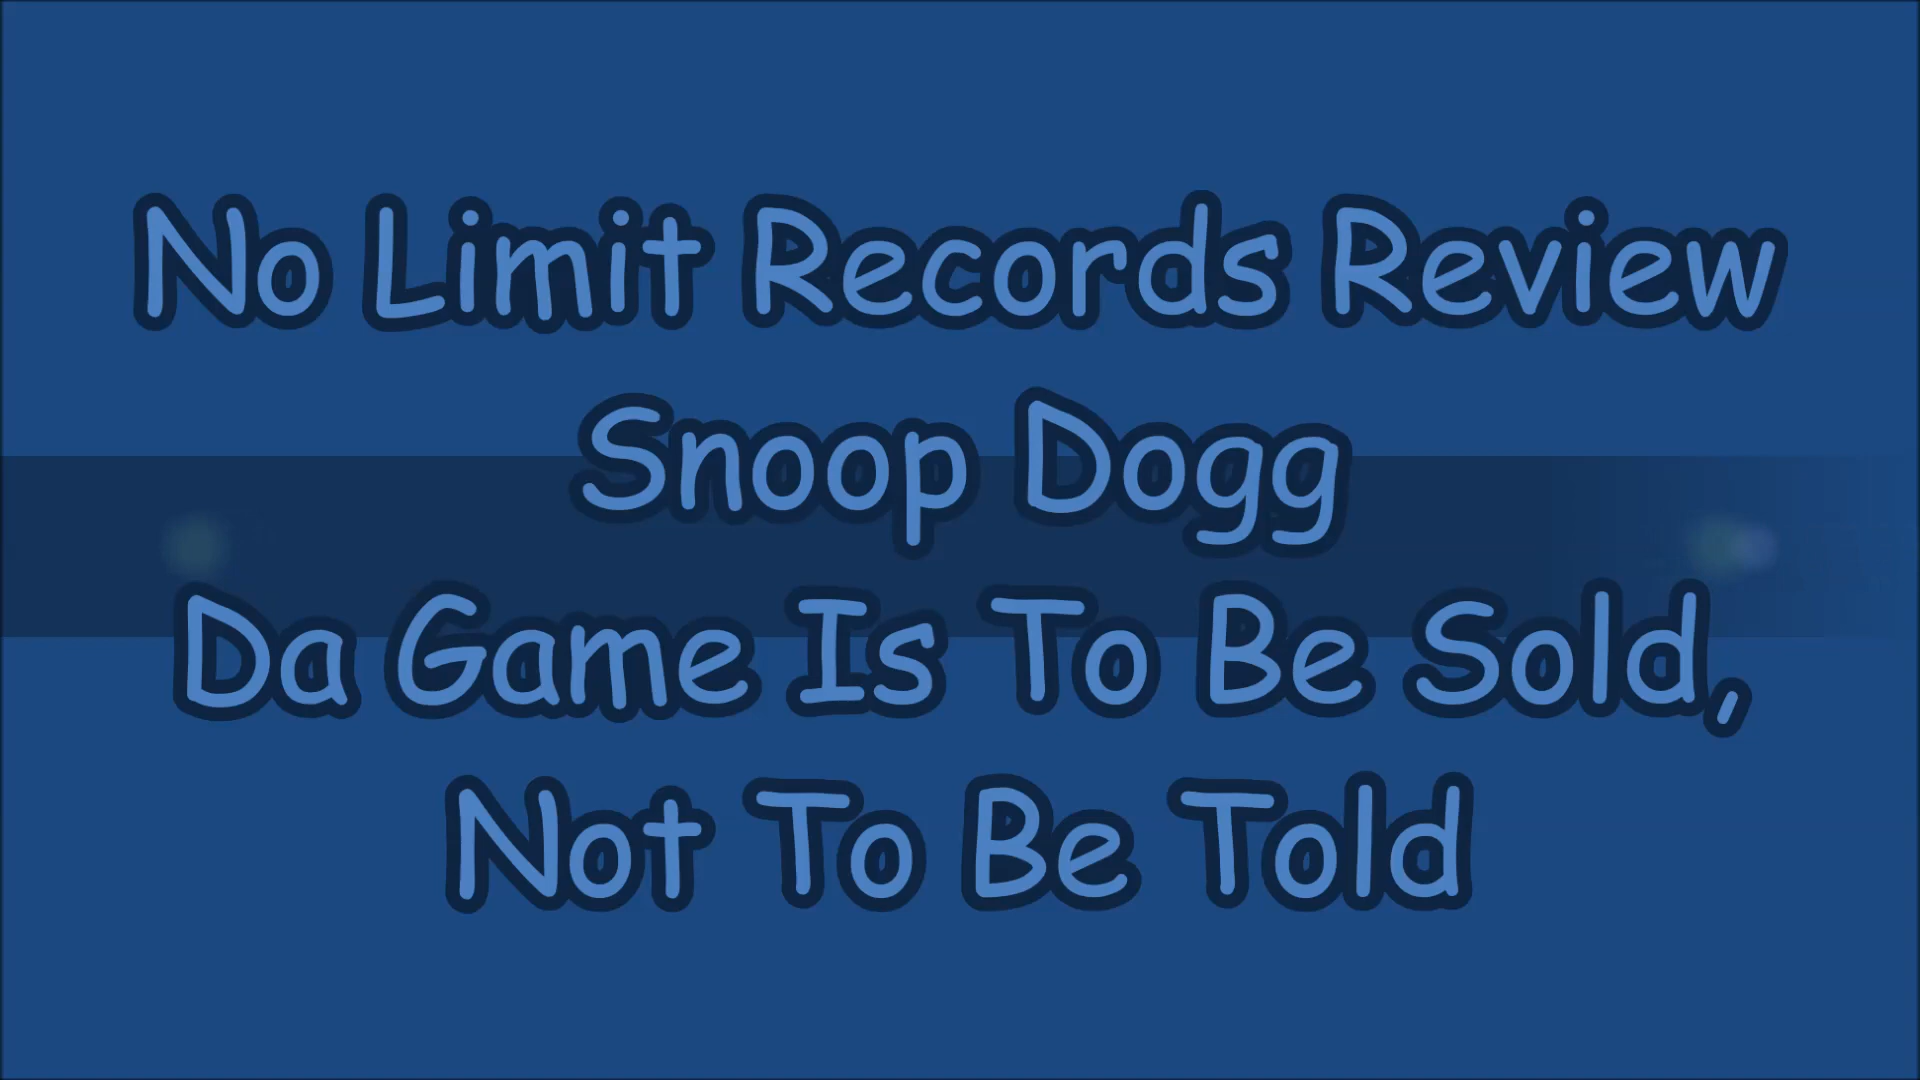 No Limit Records Review
Snoop Dogg
Da Game Is To Be Sold,
Not To Be Told